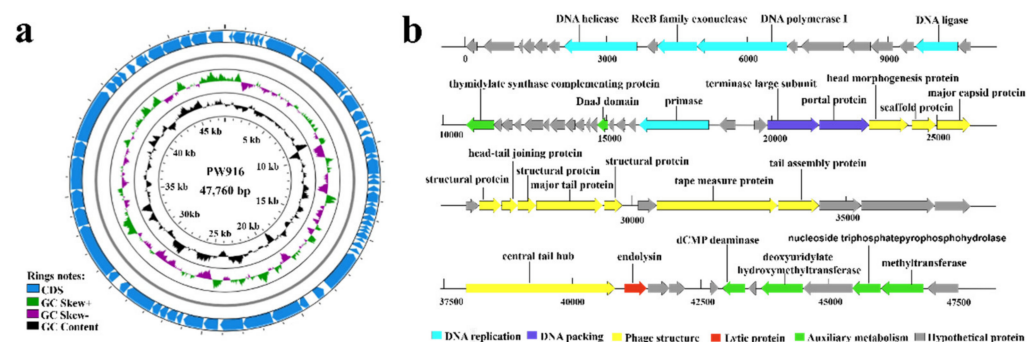 a
45 kb
5 kb
40 kb
10 kb
PW916
47,760 bp
35 kb
15 kb
30kb
20 kb
25 kb
Rings notes:
CDS
GC Skew+
GC Skew-
GC Content
b
DNA helicase
RecB family exonuclease
DNA polymerase I
DNA ligase
0 3000 6000 9000
thymidylate synthase complementing protein
DnaJ domain
primase
terminase large subunit
portal protein
head morphogenesis protein
scaffold protein
major capsid protein
10000 15000 20000 25000
structural protein
head-tail joining protein
structural protein
major tail protein
structural protein
tape measure protein
tail assembly protein
30000 35000
central tail hub
endolysin
dCMP deaminase
deoxyuridylate
hydroxymethyltransferase
nucleoside triphosphatepyrophosphohydrolase
methyltransferase
37500 40000 42500 45500 47500
DNA replication DNA packing Phage structure Lytic protein Auxiliary metabolism Hypothetical protein